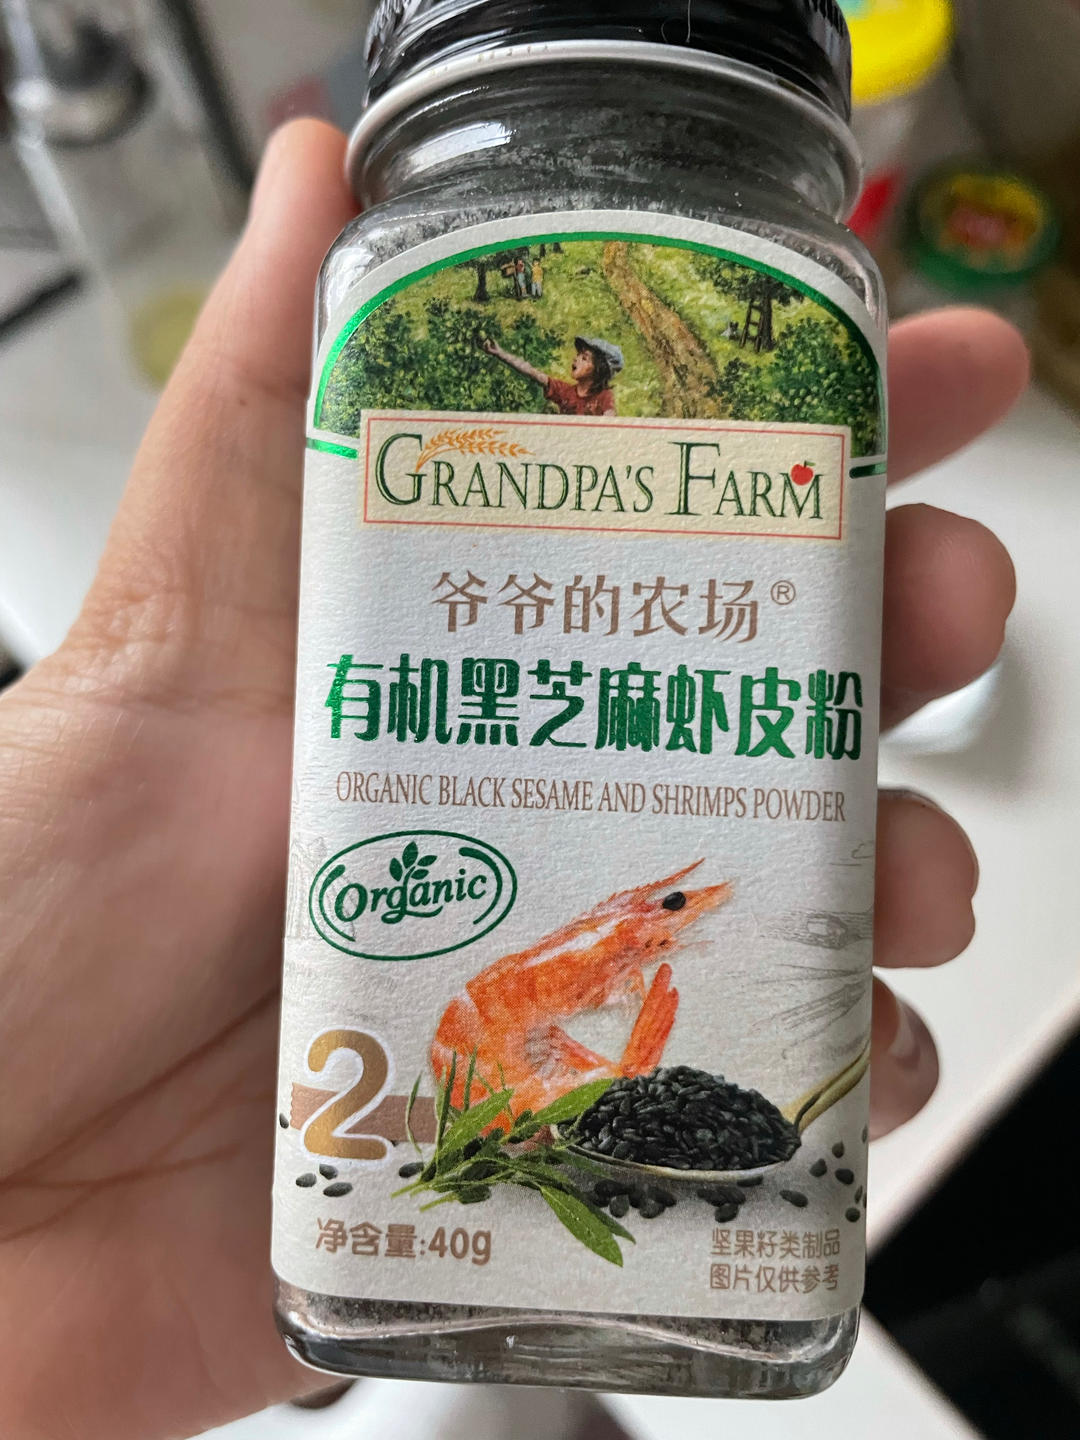 GRANDPA'S FARM
爷爷的农场®
有机黑芝麻虾皮粉
ORGANIC BLACK SESAME AND SHRIMPS POWDER
Organic
2
净含量:40g
坚果籽类制品
图片仅供参考